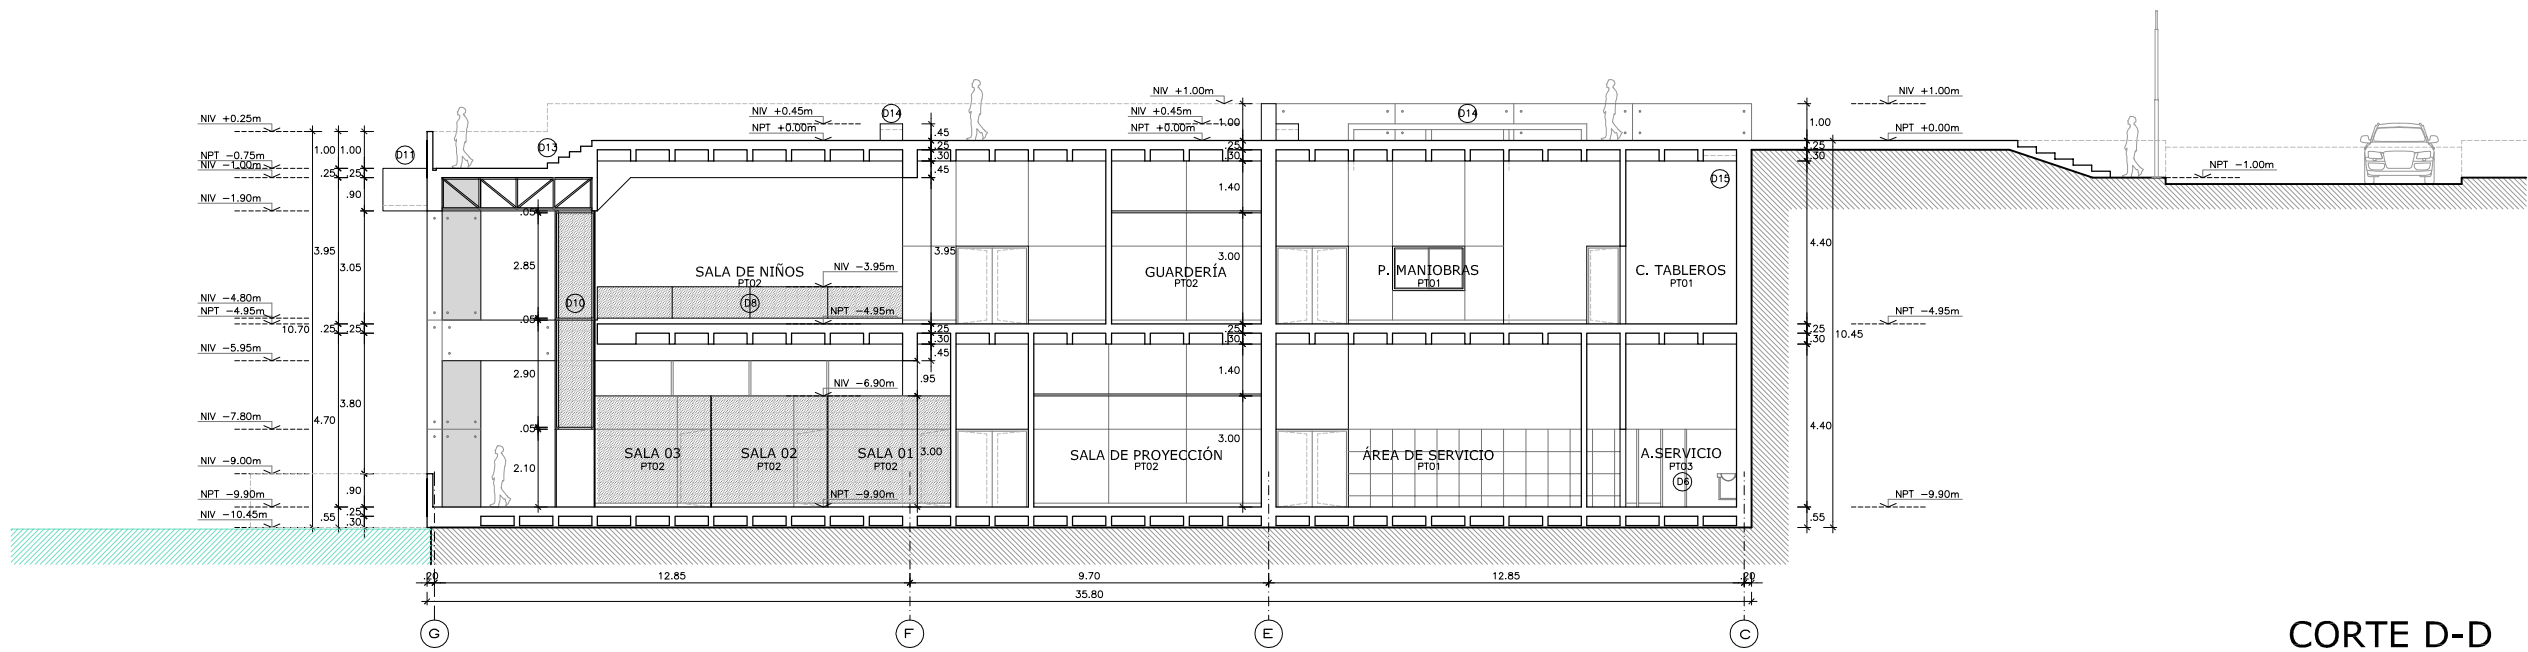 NIV +1.00m
NIV +1.00m
NIV +0.25m
NIV +0.45m
D14
NIV +0.45m
D14
1.00
1.00
NPT +0.00m
NPT +0.00m
.45
NPT +0.00m
1.00 1.00
D11
D13
.25
.25
.25
NPT -0.75m
.30
.30
.30
NIV -1.00m
.25 .25
.45
D15
NPT -1.00m
.90
1.40
NIV -1.90m
.05
3.95
3.05
2.85
3.95
3.00
4.40
SALA DE NIÑOS
PT02
NIV -3.95m
GUARDERÍA
PT02
P. MANIOBRAS
PT01
C. TABLEROS
PT01
NIV -4.80m
D10
D8
NPT -4.95m
NPT -4.95m
NPT -4.95m
.05
10.70
.25 .25
.25
.25
.25
10.45
.30
.30
.30
NIV -5.95m
.45
2.90
.95
1.40
NIV -6.90m
3.80
4.70
NIV -7.80m
.05
4.40
3.00
3.00
SALA 03
PT02
SALA 02
PT02
SALA 01
PT02
SALA DE PROYECCIÓN
PT02
ÁREA DE SERVICIO
PT01
A.SERVICIO
PT03
D6
NIV -9.00m
2.10
NPT -9.90m
.90
NPT -9.90m
NPT -9.90m
.25
NIV -10.45m
.55
.30
.55
.20
12.85
9.70
12.85
.20
35.80
G
F
E
C
CORTE D-D